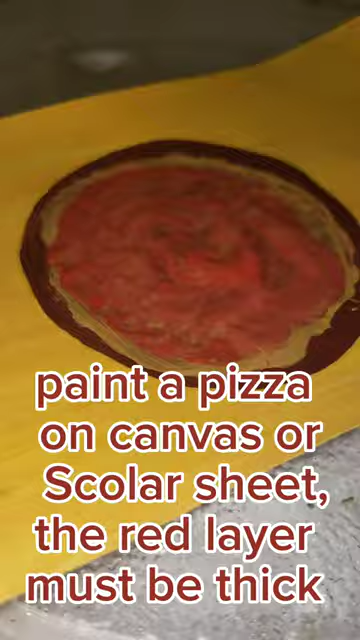 paint a pizza
on canvas or
Scolar sheet,
the red layer
must be thick